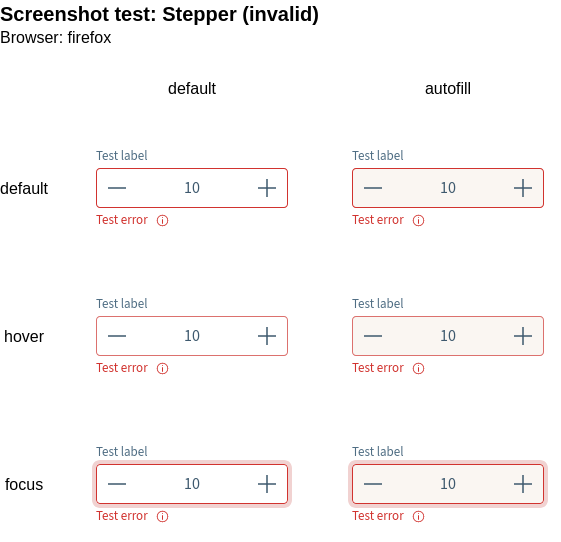 Screenshot test: Stepper (invalid)
Browser: firefox
default autofill
Test label Test label
default 10 10
Test error Test error
Test label Test label
hover 10 10
Test error Test error
Test label Test label
focus 10 10
Test error Test error